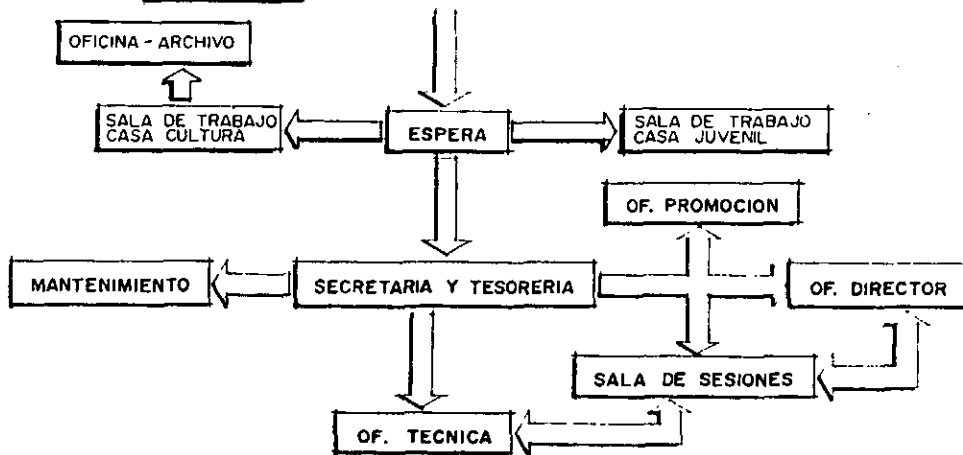 OFICINA - ARCHIVO
SALA DE TRABAJO
CASA CULTURA
ESPERA
SALA DE TRABAJO
CASA JUVENIL
OF. PROMOCION
MANTENIMIENTO
SECRETARIA Y TESORERIA
OF. DIRECTOR
SALA DE SESIONES
OF. TECNICA